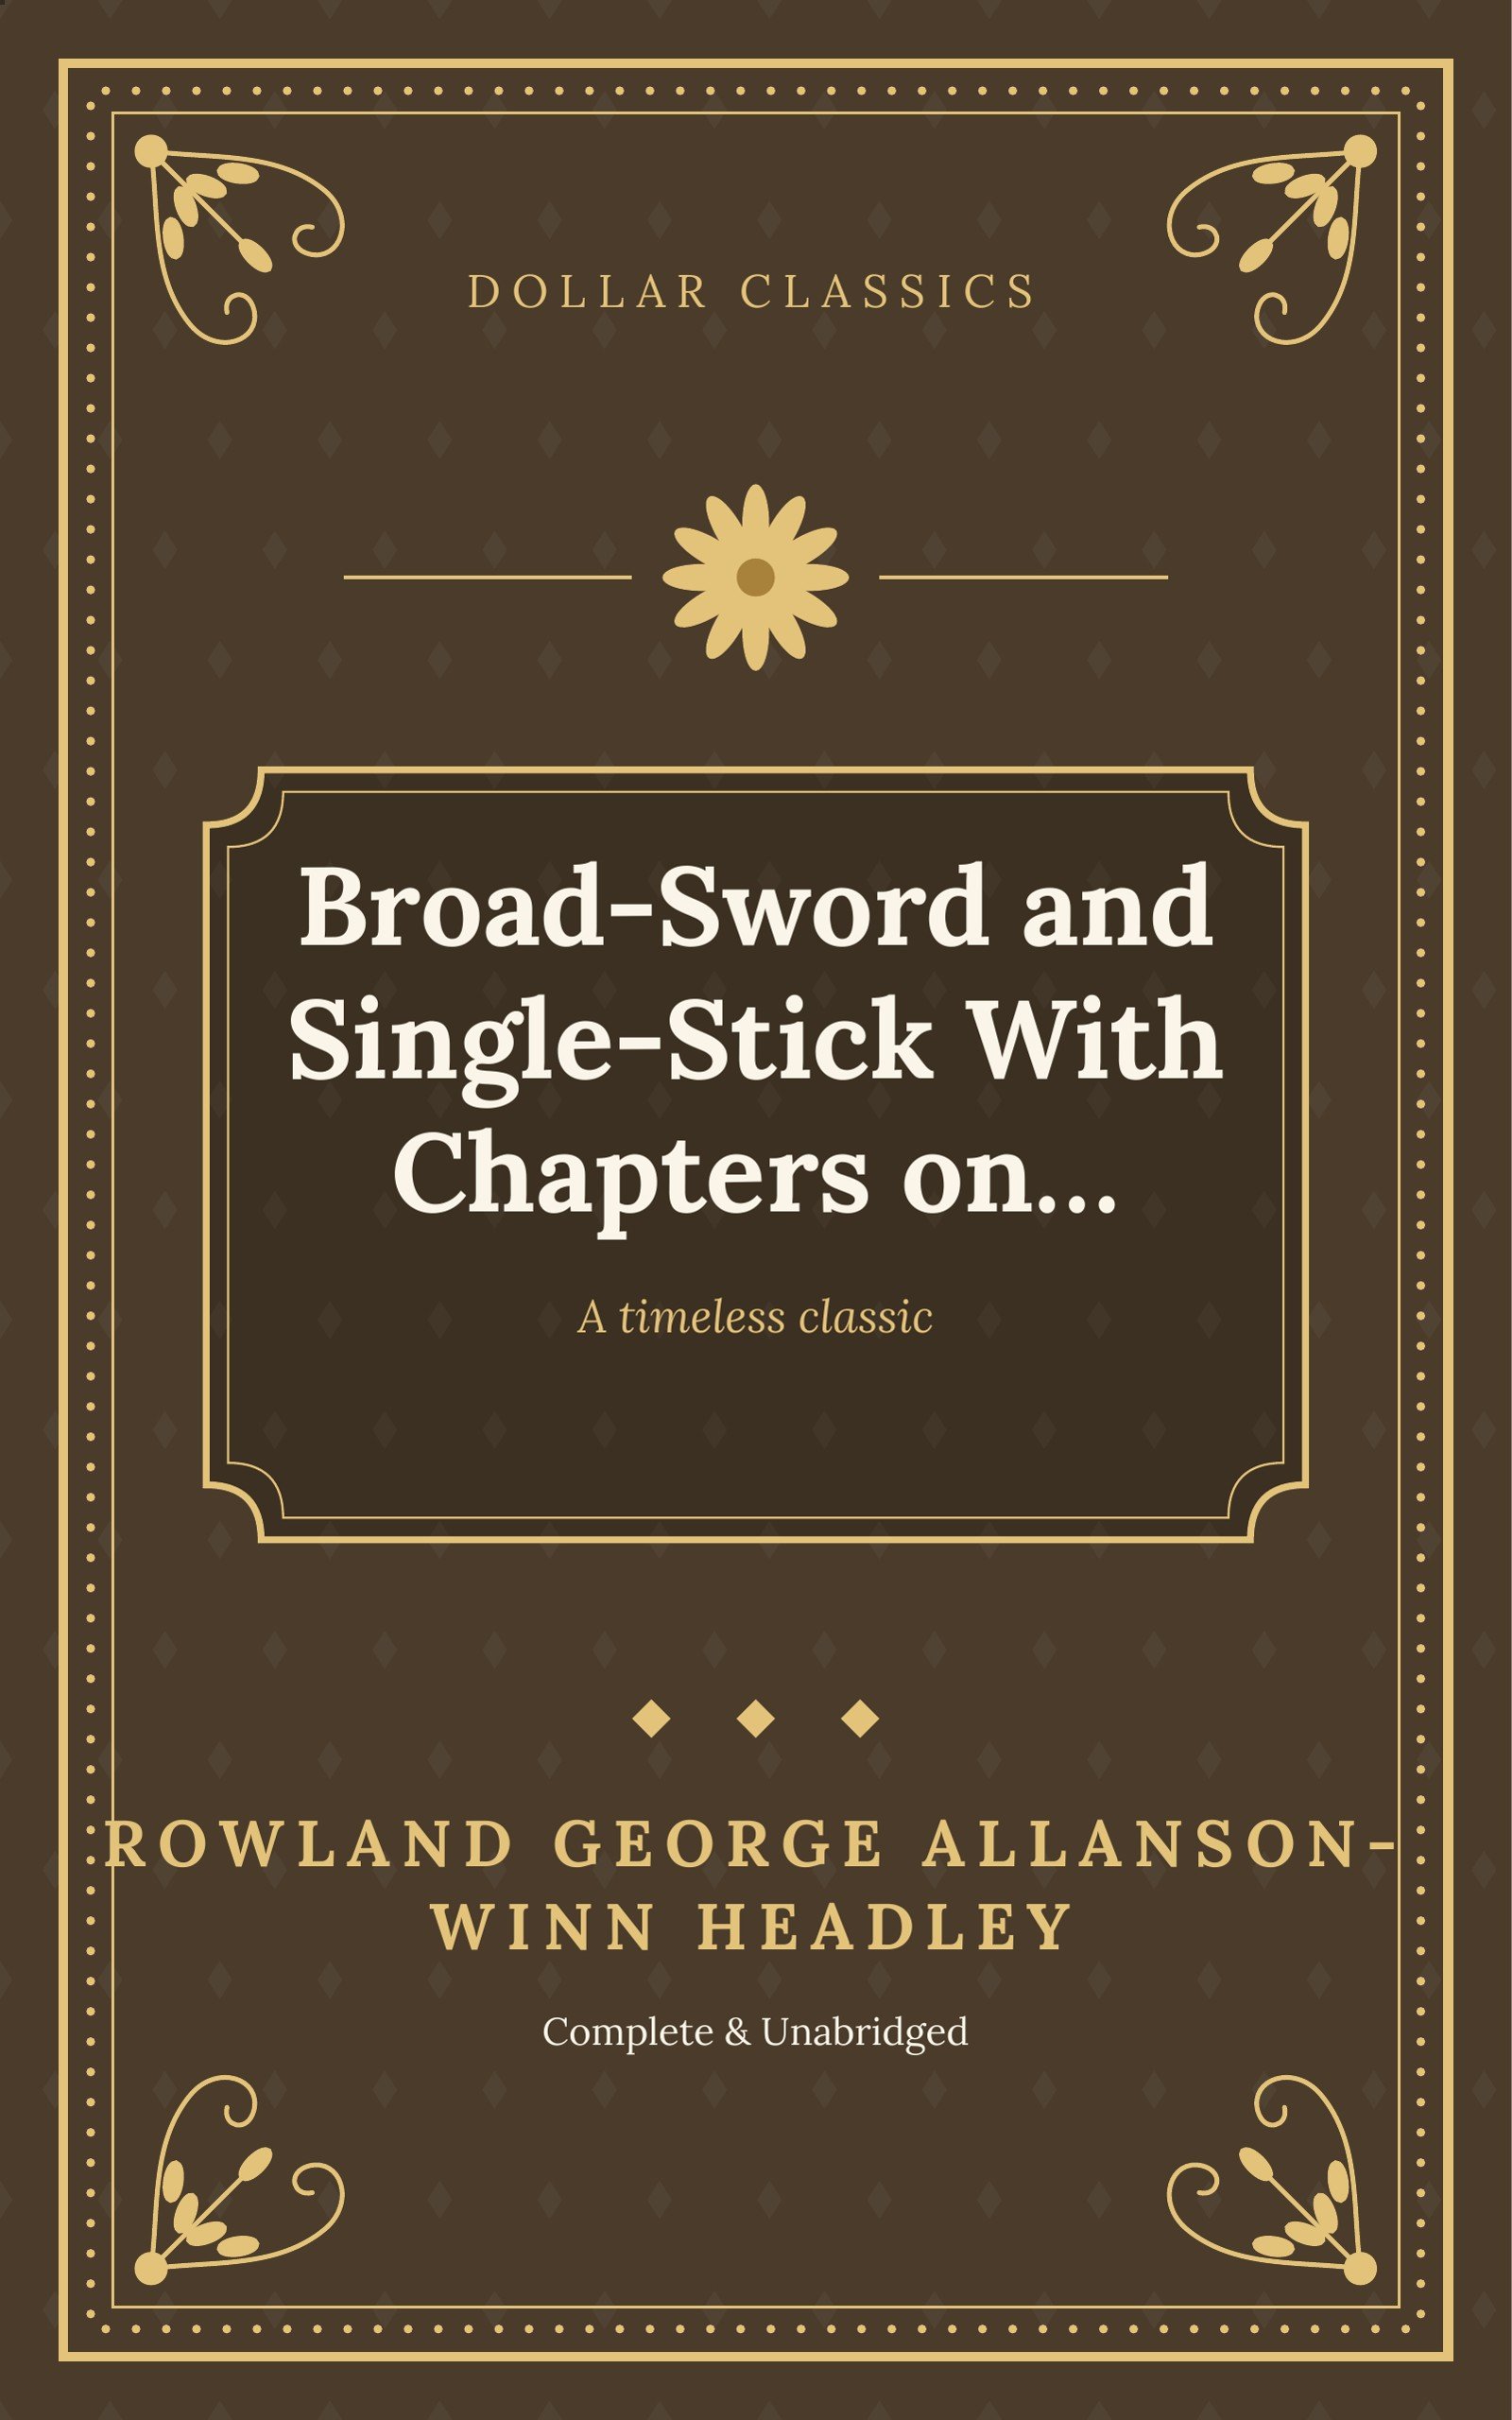 DOLLAR CLASSICS
Broad-Sword and
Single-Stick With
Chapters on...
A timeless classic
ROWLAND GEORGE ALLANSON-
WINN HEADLEY
Complete & Unabridged